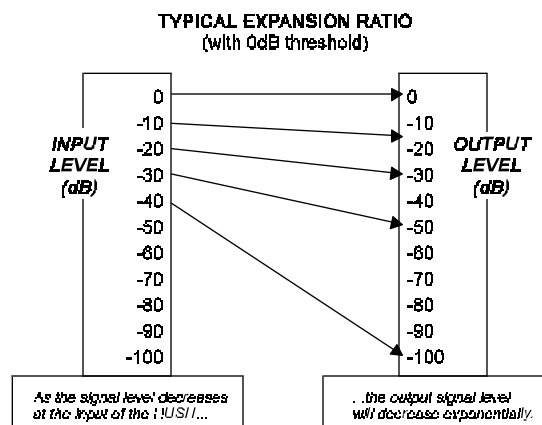 TYPICAL EXPANSION RATIO
(with 0dB threshold)
INPUT
LEVEL
(dB)
0
-10
-20
-30
-40
-50
-60
-70
-80
-90
-100
0
-10
-20
-30
-40
-50
-60
-70
-80
-90
-100
OUTPUT
LEVEL
(dB)
As the signal level decreases
at the input of the
...the output signal level
will decrease exponentially.